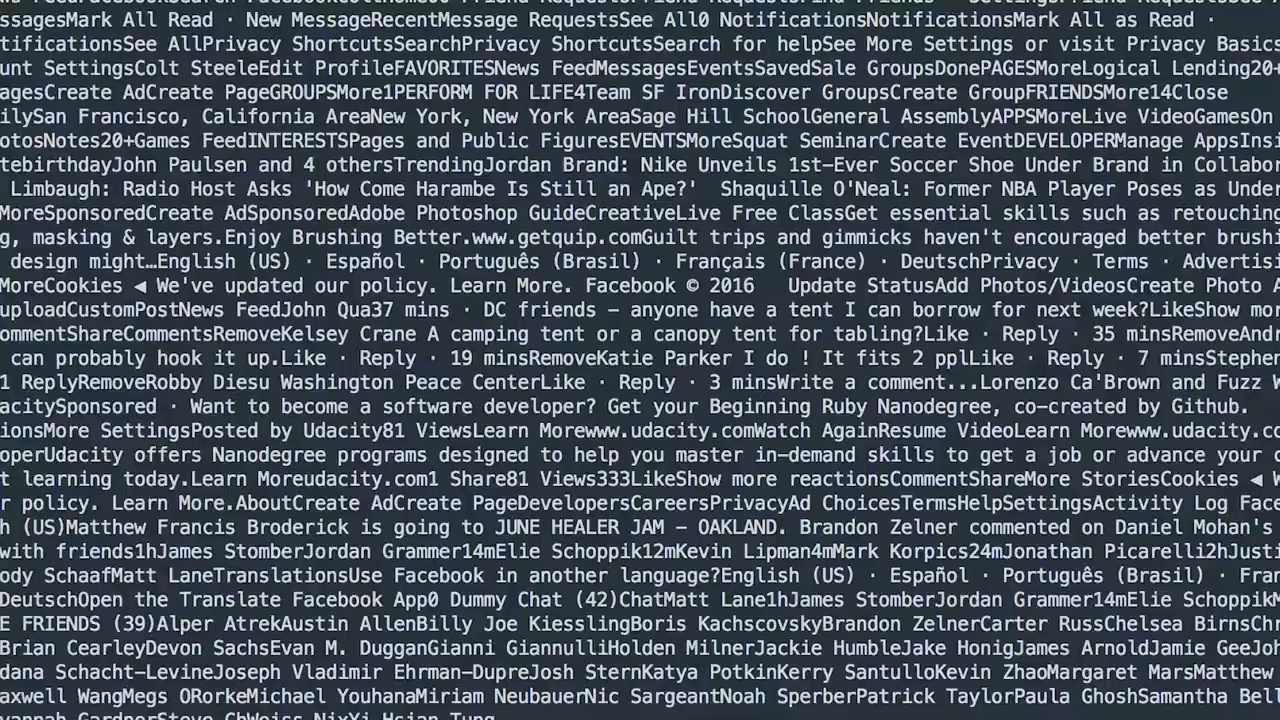 ssagesMark All Read · New MessageRecentMessage RequestsSee All0 NotificationsNotificationsMark All as Read ·
tificationsSee AllPrivacy ShortcutsSearchPrivacy ShortcutsSearch for helpSee More Settings or visit Privacy Basics
unt SettingsColt SteeleEdit ProfileFAVORITESNews FeedMessagesEventsSavedSale GroupsDonePAGESMoreLogical Lending20+
agesCreate AdCreate PageGROUPSMore1PERFORM FOR LIFE4Team SF IronDiscover GroupsCreate GroupFRIENDSMore14Close
ilySan Francisco, California AreaNew York, New York AreaSage Hill SchoolGeneral AssemblyAPPSMoreLive VideoGamesOn
otosNotes20+Games FeedINTERESTSPages and Public FiguresEVENTSMoreSquat SeminarCreate EventDEVELOPERManage AppsInsi
tebirthdayJohn Paulsen and 4 othersTrendingJordan Brand: Nike Unveils 1st-Ever Soccer Shoe Under Brand in Collabor
Limbaugh: Radio Host Asks 'How Come Harambe Is Still an Ape?' Shaquille O'Neal: Former NBA Player Poses as Under
MoreSponsoredCreate AdSponsoredAdobe Photoshop GuideCreativeLive Free ClassGet essential skills such as retouching
g, masking & layers.Enjoy Brushing Better.www.getquip.comGuilt trips and gimmicks haven't encouraged better brushi
design might…English (US) · Español · Português (Brasil) · Français (France) · DeutschPrivacy · Terms · Advertisi
MoreCookies ◀ We've updated our policy. Learn More. Facebook © 2016 Update StatusAdd Photos/VideosCreate Photo A
uploadCustomPostNews FeedJohn Qua37 mins · DC friends – anyone have a tent I can borrow for next week?LikeShow mor
ommentShareCommentsRemoveKelsey Crane A camping tent or a canopy tent for tabling?Like · Reply · 35 minsRemoveAndr
can probably hook it up.Like · Reply · 19 minsRemoveKatie Parker I do ! It fits 2 pplLike · Reply · 7 minsStephen
1 ReplyRemoveRobby Diesu Washington Peace CenterLike · Reply · 3 minsWrite a comment...Lorenzo Ca'Brown and Fuzz W
acitySponsored · Want to become a software developer? Get your Beginning Ruby Nanodegree, co-created by Github.
ionsMore SettingsPosted by Udacity81 ViewsLearn Morewww.udacity.comWatch AgainResume VideoLearn Morewww.udacity.co
operUdacity offers Nanodegree programs designed to help you master in-demand skills to get a job or advance your c
t learning today.Learn Moreudacity.com1 Share81 Views333LikeShow more reactionsCommentShareMore StoriesCookies ◀ W
r policy. Learn More.AboutCreate AdCreate PageDevelopersCareersPrivacyAd ChoicesTermsHelpSettingsActivity Log Face
h (US)Matthew Francis Broderick is going to JUNE HEALER JAM – OAKLAND. Brandon Zelner commented on Daniel Mohan's
with friends1hJames StomberJordan Grammer14mElie Schoppik12mKevin Lipman4mMark Korpics24mJonathan Picarelli2hJusti
ody SchaafMatt LaneTranslationsUse Facebook in another language?English (US) · Español · Português (Brasil) · Fran
DeutschOpen the Translate Facebook App0 Dummy Chat (42)ChatMatt Lane1hJames StomberJordan Grammer14mElie SchoppikM
E FRIENDS (39)Alper AtrekAustin AllenBilly Joe KiesslingBoris KachscovskyBrandon ZelnerCarter RussChelsea BirnsChr
Brian CearleyDevon SachsEvan M. DugganGianni GiannulliHolden MilnerJackie HumbleJake HonigJames ArnoldJamie GeeJoh
dana Schacht-LevineJoseph Vladimir Ehrman-DupreJosh SternKatya PotkinKerry SantulloKevin ZhaoMargaret MarsMatthew
axwell WangMegs ORorkeMichael YouhanaMiriam NeubauerNic SargeantNoah SperberPatrick TaylorPaula GhoshSamantha Bell